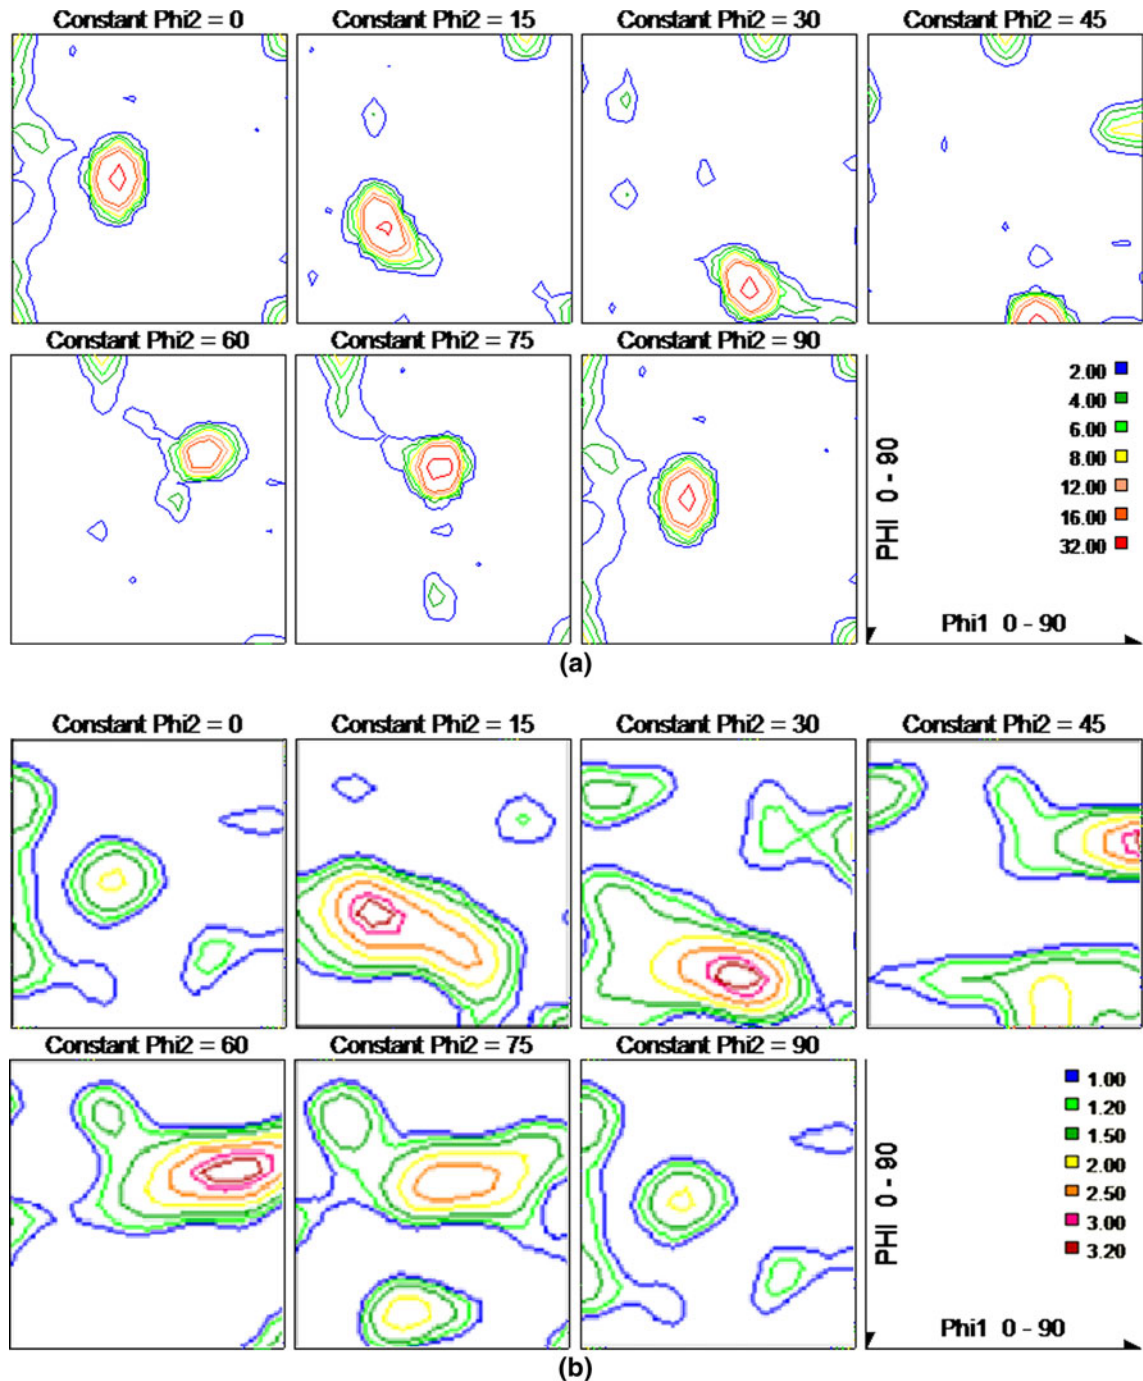 Constant Phi2 = 0 Constant Phi2 = 15 Constant Phi2 = 30 Constant Phi2 = 45
Constant Phi2 = 60 Constant Phi2 = 75 Constant Phi2 = 90
2.00
4.00
6.00
8.00
12.00
16.00
32.00
PHI 0 - 90
Phi1 0 - 90
(a)
Constant Phi2 = 0 Constant Phi2 = 15 Constant Phi2 = 30 Constant Phi2 = 45
Constant Phi2 = 60 Constant Phi2 = 75 Constant Phi2 = 90
1.00
1.20
1.50
2.00
2.50
3.00
3.20
PHI 0 - 90
Phi1 0 - 90
(b)